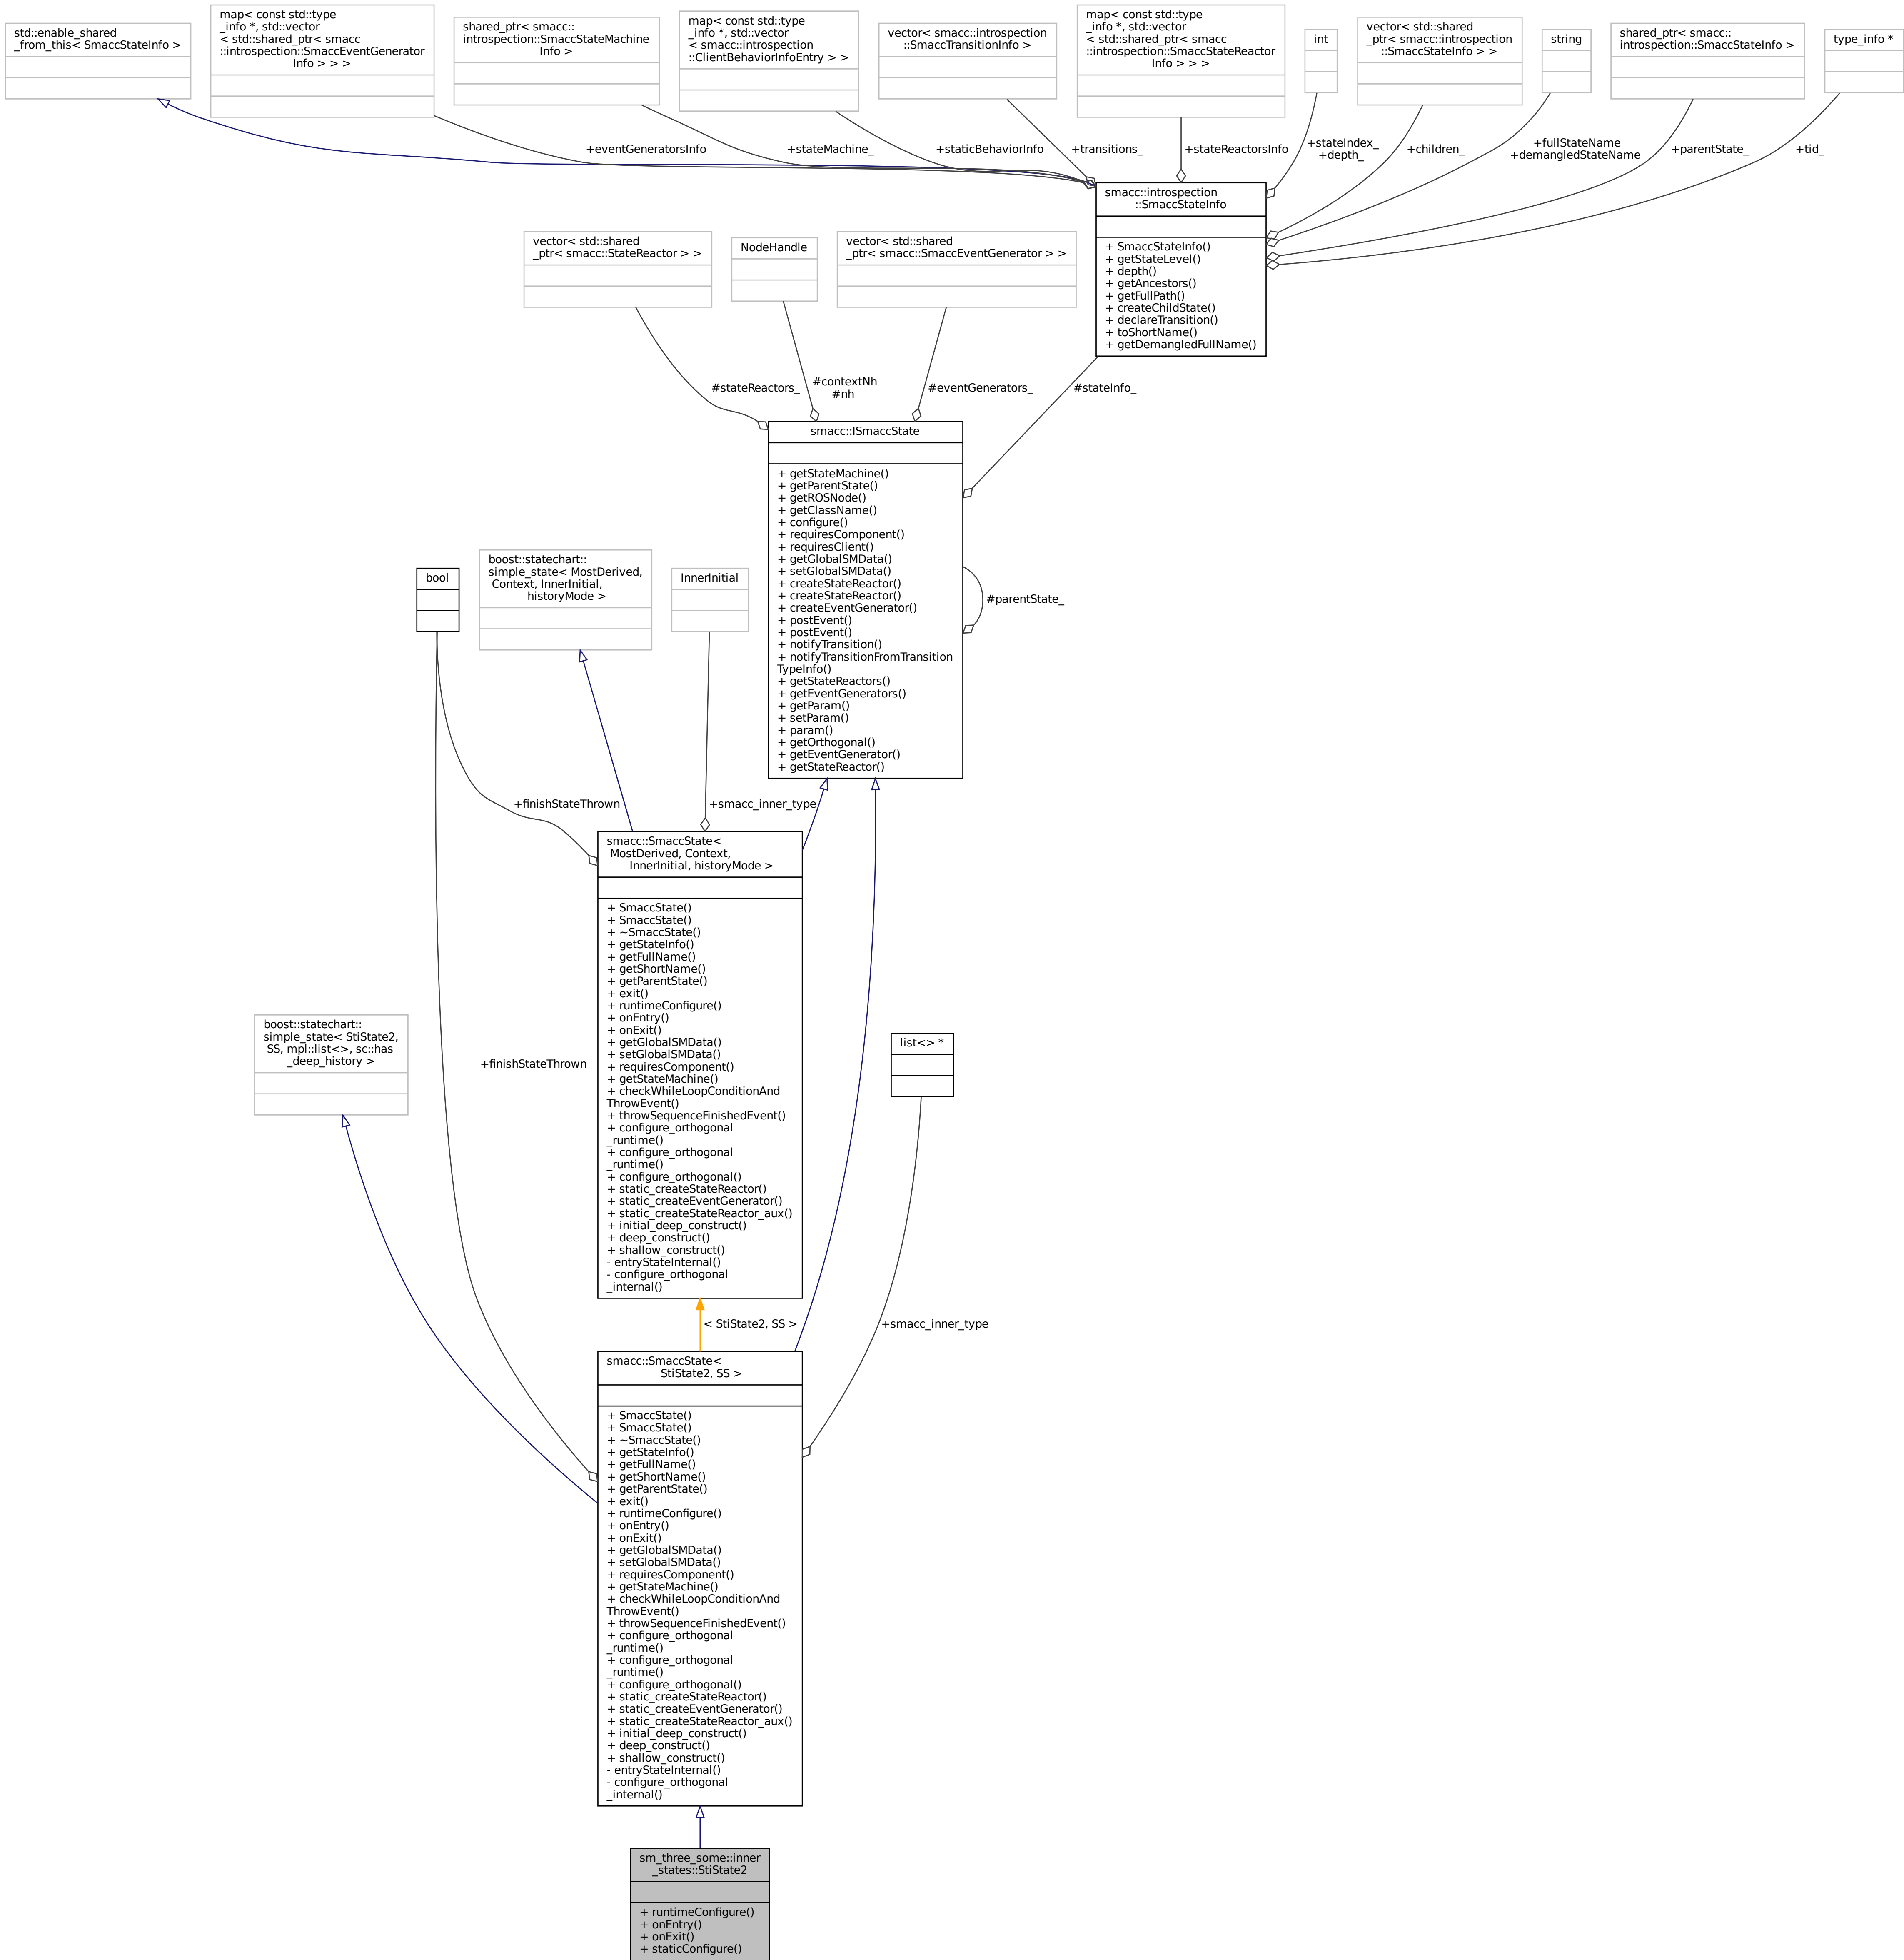 std::enable_shared
_from_this< SmaccStateInfo >
map< const std::type
_info *, std::vector
< std::shared_ptr< smacc
::introspection::SmaccEventGenerator
Info > > >
shared_ptr< smacc::
introspection::SmaccStateMachine
Info >
map< const std::type
_info *, std::vector
< smacc::introspection
::ClientBehaviorInfoEntry > >
vector< smacc::introspection
::SmaccTransitionInfo >
map< const std::type
_info *, std::vector
< std::shared_ptr< smacc
::introspection::SmaccStateReactor
Info > > >
int
vector< std::shared
_ptr< smacc::introspection
::SmaccStateInfo > >
string
shared_ptr< smacc::
introspection::SmaccStateInfo >
type_info *
+eventGeneratorsInfo
+stateMachine_
+staticBehaviorInfo
+transitions_
+stateReactorsInfo
+stateIndex_
+depth_
+children_
+fullStateName
+demangledStateName
+parentState_
+tid_
smacc::introspection
::SmaccStateInfo
+ SmaccStateInfo()
+ getStateLevel()
+ depth()
+ getAncestors()
+ getFullPath()
+ createChildState()
+ declareTransition()
+ toShortName()
+ getDemangledFullName()
vector< std::shared
_ptr< smacc::StateReactor > >
NodeHandle
vector< std::shared
_ptr< smacc::SmaccEventGenerator > >
#stateReactors_
#contextNh
#nh
#eventGenerators_
#stateInfo_
smacc::ISmaccState
+ getStateMachine()
+ getParentState()
+ getROSNode()
+ getClassName()
+ configure()
+ requiresComponent()
+ requiresClient()
+ getGlobalSMData()
+ setGlobalSMData()
+ createStateReactor()
+ createStateReactor()
+ createEventGenerator()
+ postEvent()
+ postEvent()
+ notifyTransition()
+ notifyTransitionFromTransition
TypeInfo()
+ getStateReactors()
+ getEventGenerators()
+ getParam()
+ setParam()
+ param()
+ getOrthogonal()
+ getEventGenerator()
+ getStateReactor()
#parentState_
bool
boost::statechart::
simple_state< MostDerived,
Context, InnerInitial,
historyMode >
InnerInitial
+finishStateThrown
+smacc_inner_type
smacc::SmaccState<
MostDerived, Context,
InnerInitial, historyMode >
+ SmaccState()
+ SmaccState()
+ ~SmaccState()
+ getStateInfo()
+ getFullName()
+ getShortName()
+ getParentState()
+ exit()
+ runtimeConfigure()
+ onEntry()
+ onExit()
+ getGlobalSMData()
+ setGlobalSMData()
+ requiresComponent()
+ getStateMachine()
+ checkWhileLoopConditionAnd
ThrowEvent()
+ throwSequenceFinishedEvent()
+ configure_orthogonal
_runtime()
+ configure_orthogonal
_runtime()
+ configure_orthogonal()
+ static_createStateReactor()
+ static_createEventGenerator()
+ static_createStateReactor_aux()
+ initial_deep_construct()
+ deep_construct()
+ shallow_construct()
- entryStateInternal()
- configure_orthogonal
_internal()
boost::statechart::
simple_state< StiState2,
SS, mpl::list<>, sc::has
_deep_history >
+finishStateThrown
list<> *
< StiState2, SS >
+smacc_inner_type
smacc::SmaccState<
StiState2, SS >
+ SmaccState()
+ SmaccState()
+ ~SmaccState()
+ getStateInfo()
+ getFullName()
+ getShortName()
+ getParentState()
+ exit()
+ runtimeConfigure()
+ onEntry()
+ onExit()
+ getGlobalSMData()
+ setGlobalSMData()
+ requiresComponent()
+ getStateMachine()
+ checkWhileLoopConditionAnd
ThrowEvent()
+ throwSequenceFinishedEvent()
+ configure_orthogonal
_runtime()
+ configure_orthogonal
_runtime()
+ configure_orthogonal()
+ static_createStateReactor()
+ static_createEventGenerator()
+ static_createStateReactor_aux()
+ initial_deep_construct()
+ deep_construct()
+ shallow_construct()
- entryStateInternal()
- configure_orthogonal
_internal()
sm_three_some::inner
_states::StiState2
+ runtimeConfigure()
+ onEntry()
+ onExit()
+ staticConfigure()